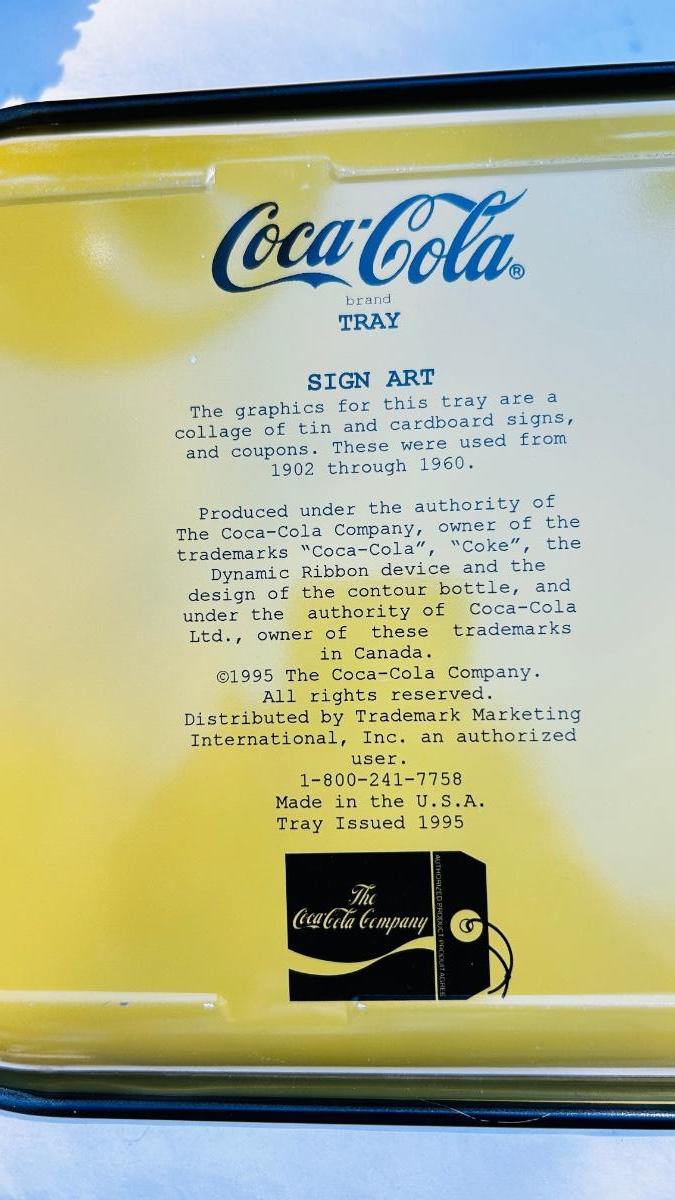 Coca-Cola®
brand
TRAY
SIGN ART
The graphics for this tray are a
collage of tin and cardboard signs,
and coupons. These were used from
1902 through 1960.
Produced under the authority of
The Coca-Cola Company, owner of the
trademarks “Coca-Cola”, “Coke”, the
Dynamic Ribbon device and the
design of the contour bottle, and
under the authority of Coca-Cola
Ltd., owner of these trademarks
in Canada.
©1995 The Coca-Cola Company.
All rights reserved.
Distributed by Trademark Marketing
International, Inc. an authorized
user.
1-800-241-7758
Made in the U.S.A.
Tray Issued 1995
The
Coca-Cola Company
AUTHORIZED PRODUCT PRODUIT AGREE